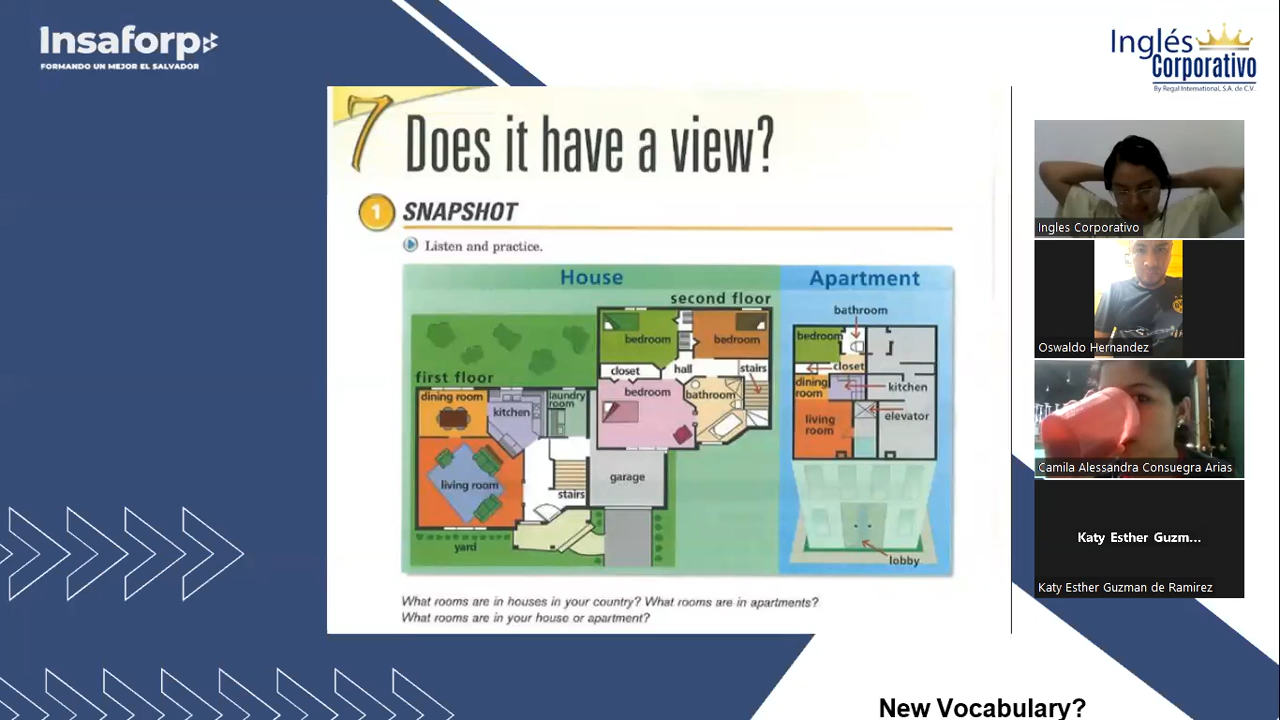 Insaforp
FORMANDO UN MEJOR EL SALVADOR
Inglés
Corporativo
By Regal International, S.A. de C.V.
7 Does it have a view?
1 SNAPSHOT
Listen and practice.
House
second floor
bedroom
bedroom
closet
hall
stairs
bedroom
bathroom
first floor
dining room
kitchen
laundry
room
living room
stairs
garage
yard
Apartment
bathroom
bedroom
closet
dining
room
kitchen
living
room
elevator
lobby
What rooms are in houses in your country? What rooms are in apartments?
What rooms are in your house or apartment?
Ingles Corporativo
Oswaldo Hernandez
Camila Alessandra Consuegra Arias
Katy Esther Guzm...
Katy Esther Guzman de Ramirez
New Vocabulary?